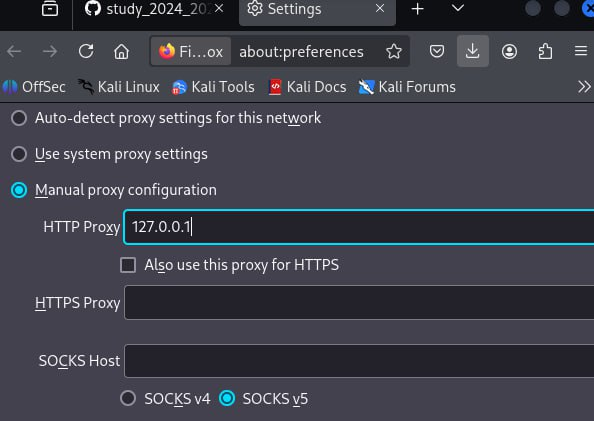 study_2024_20
Settings
Fi...ox
about:preferences
OffSec
Kali Linux
Kali Tools
Kali Docs
Kali Forums
Auto-detect proxy settings for this network
Use system proxy settings
Manual proxy configuration
HTTP Proxy
127.0.0.1
Also use this proxy for HTTPS
HTTPS Proxy
SOCKS Host
SOCKS v4
SOCKS v5